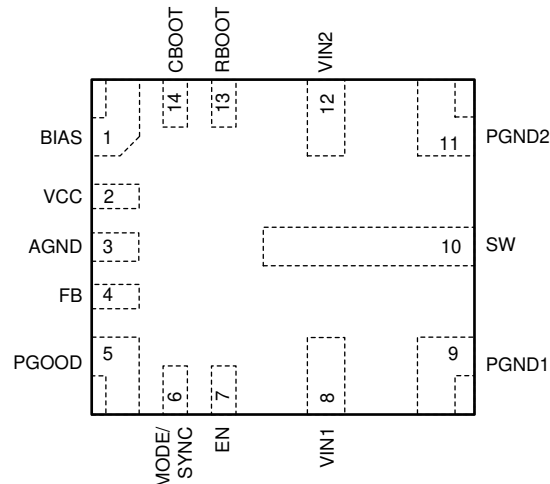 CBOOT
RBOOT
VIN2
14
13
12
BIAS
1
11
PGND2
VCC
2
AGND
3
10
SW
FB
4
PGOOD
5
9
PGND1
6
7
8
MODE/
SYNC
EN
VIN1